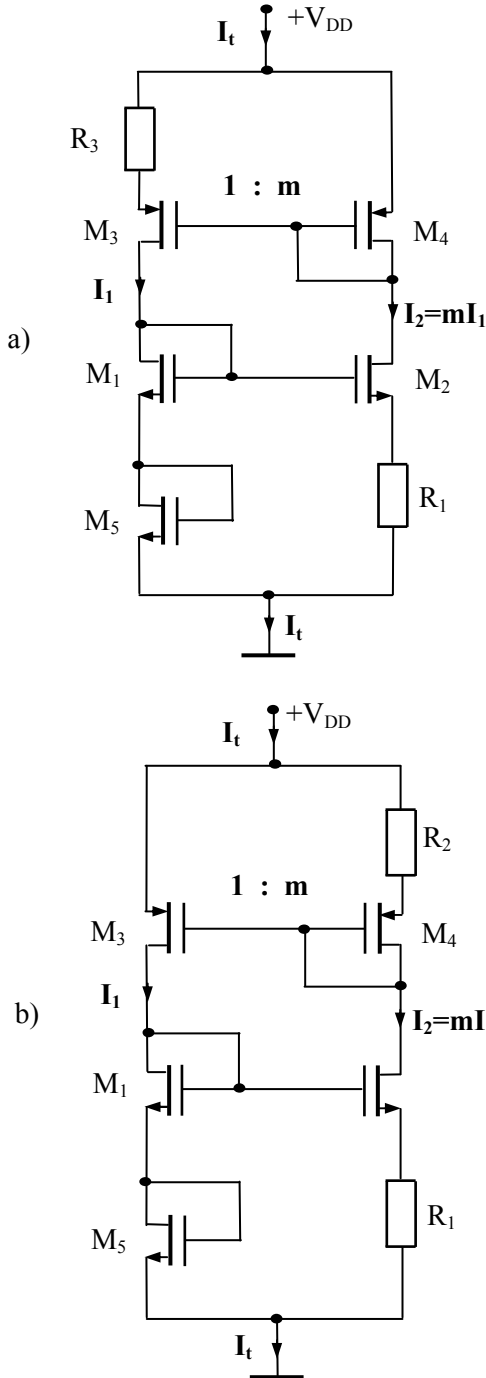 +V_DD
I_t
R_3
1 : m
M_3
M_4
I_1
I_2=mI_1
a)
M_1
M_2
M_5
R_1
I_t
+V_DD
I_t
R_2
1 : m
M_3
M_4
I_1
I_2=mI
b)
M_1
M_5
R_1
I_t